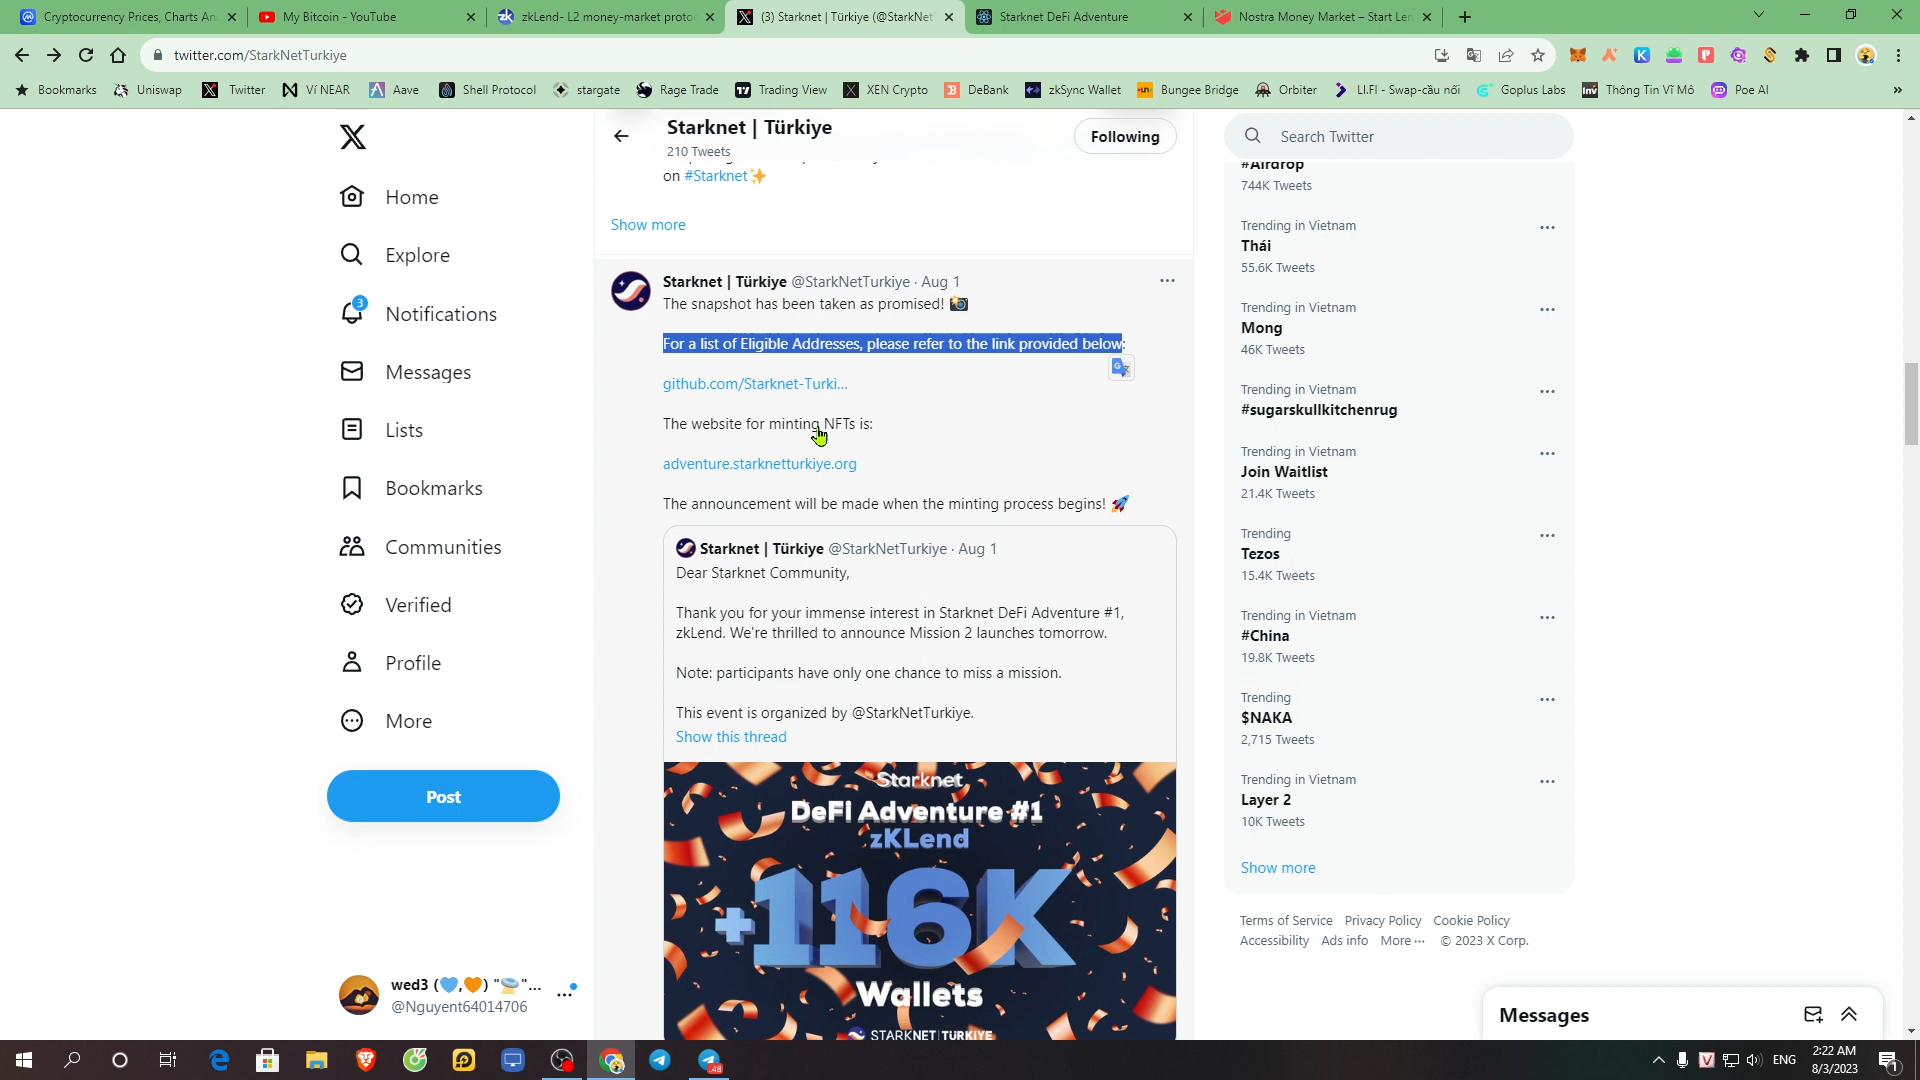 Cryptocurrency Prices, Charts An
My Bitcoin - YouTube
zkLend- L2 money-market proto
(3) Starknet | Türkiye (@StarkNet
Starknet DeFi Adventure
Nostra Money Market – Start Len
twitter.com/StarkNetTurkiye
Bookmarks
Uniswap
Twitter
Ví NEAR
Aave
Shell Protocol
stargate
Rage Trade
Trading View
XEN Crypto
DeBank
zkSync Wallet
Bungee Bridge
Orbiter
LI.FI - Swap-cầu nối
Goplus Labs
Thông Tin Vĩ Mô
Poe AI
Home
Explore
3
Notifications
Messages
Lists
Bookmarks
Communities
Verified
Profile
More
Post
wed3 (💙,🧡) "🥏"...
@Nguyent64014706
Starknet | Türkiye
210 Tweets
Following
on #Starknet✨
Show more
Starknet | Türkiye @StarkNetTurkiye · Aug 1
The snapshot has been taken as promised! 📸
For a list of Eligible Addresses, please refer to the link provided below:
github.com/Starknet-Turki...
The website for minting NFTs is:
adventure.starknetturkiye.org
The announcement will be made when the minting process begins! 🚀
Starknet | Türkiye @StarkNetTurkiye · Aug 1
Dear Starknet Community,
Thank you for your immense interest in Starknet DeFi Adventure #1,
zkLend. We're thrilled to announce Mission 2 launches tomorrow.
Note: participants have only one chance to miss a mission.
This event is organized by @StarkNetTurkiye.
Show this thread
Starknet
DeFi Adventure #1
zKLend
+116K
Wallets
STARKNET | TÜRKİYE
Search Twitter
#Airdrop
744K Tweets
Trending in Vietnam
Thái
55.6K Tweets
Trending in Vietnam
Mong
46K Tweets
Trending in Vietnam
#sugarskullkitchenrug
Trending in Vietnam
Join Waitlist
21.4K Tweets
Trending
Tezos
15.4K Tweets
Trending in Vietnam
#China
19.8K Tweets
Trending
$NAKA
2,715 Tweets
Trending in Vietnam
Layer 2
10K Tweets
Show more
Terms of Service Privacy Policy Cookie Policy
Accessibility Ads info More ··· © 2023 X Corp.
Messages
48
ENG
2:22 AM
8/3/2023
1